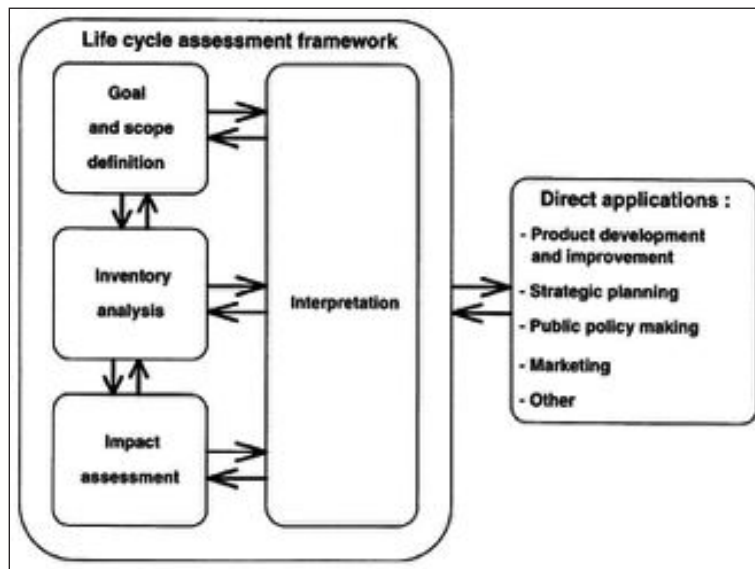 Life cycle assessment framework
Goal
and scope
definition
Inventory
analysis
Impact
assessment
Interpretation
Direct applications :
- Product development
and improvement
- Strategic planning
- Public policy making
- Marketing
- Other